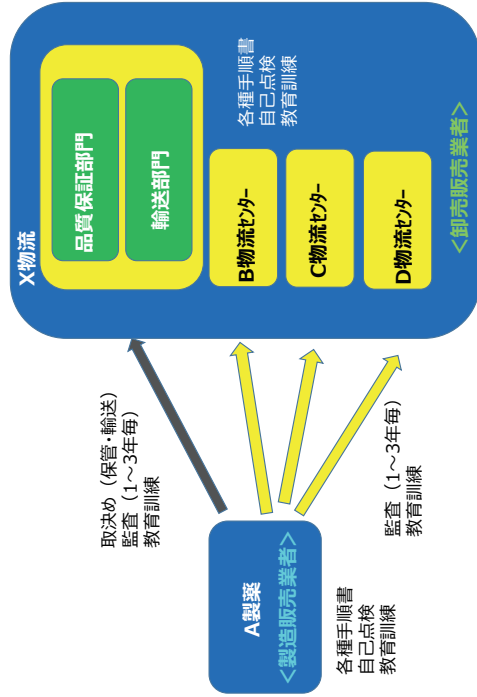 A製薬
＜製造販売業者＞
各種手順書
自己点検
教育訓練
取決め（保管・輸送）
監査（1～3年毎）
教育訓練
監査（1～3年毎）
教育訓練
X物流
品質保証部門
輸送部門
各種手順書
自己点検
教育訓練
B物流センター
C物流センター
D物流センター
＜卸売販売業者＞